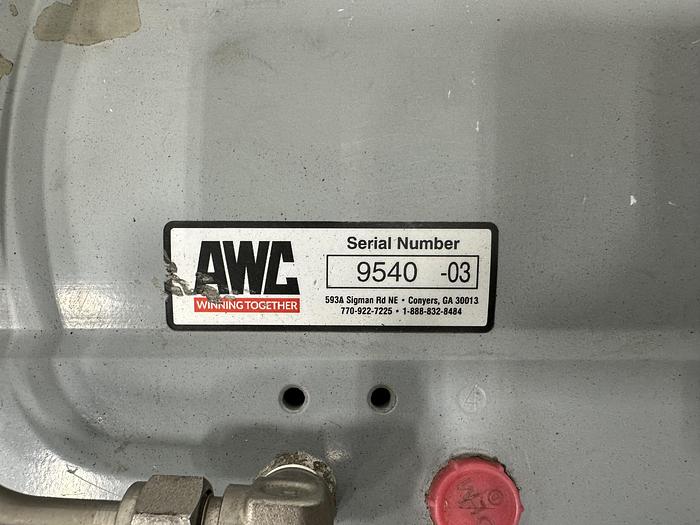 AWC
WINNING TOGETHER
Serial Number
9540 -03
593A Sigman Rd NE • Conyers, GA 30013
770-922-7225 • 1-888-832-8484